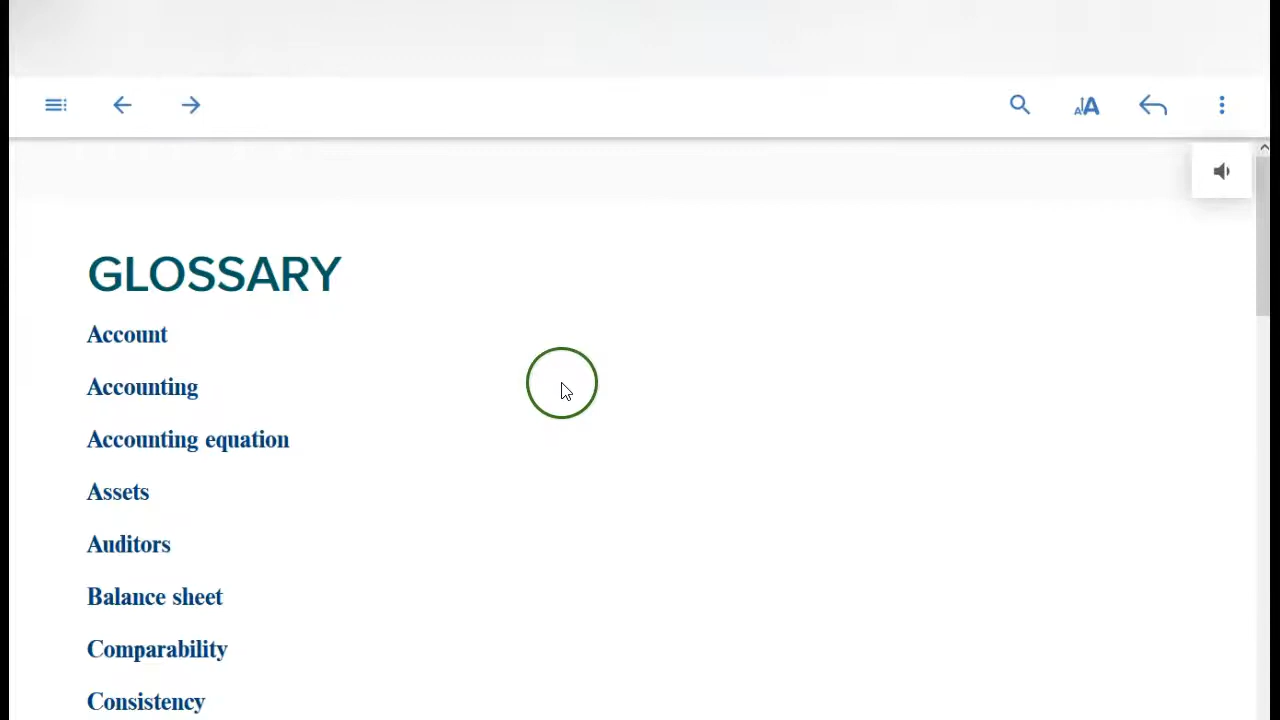 GLOSSARY
Account
Accounting
Accounting equation
Assets
Auditors
Balance sheet
Comparability
Consistency